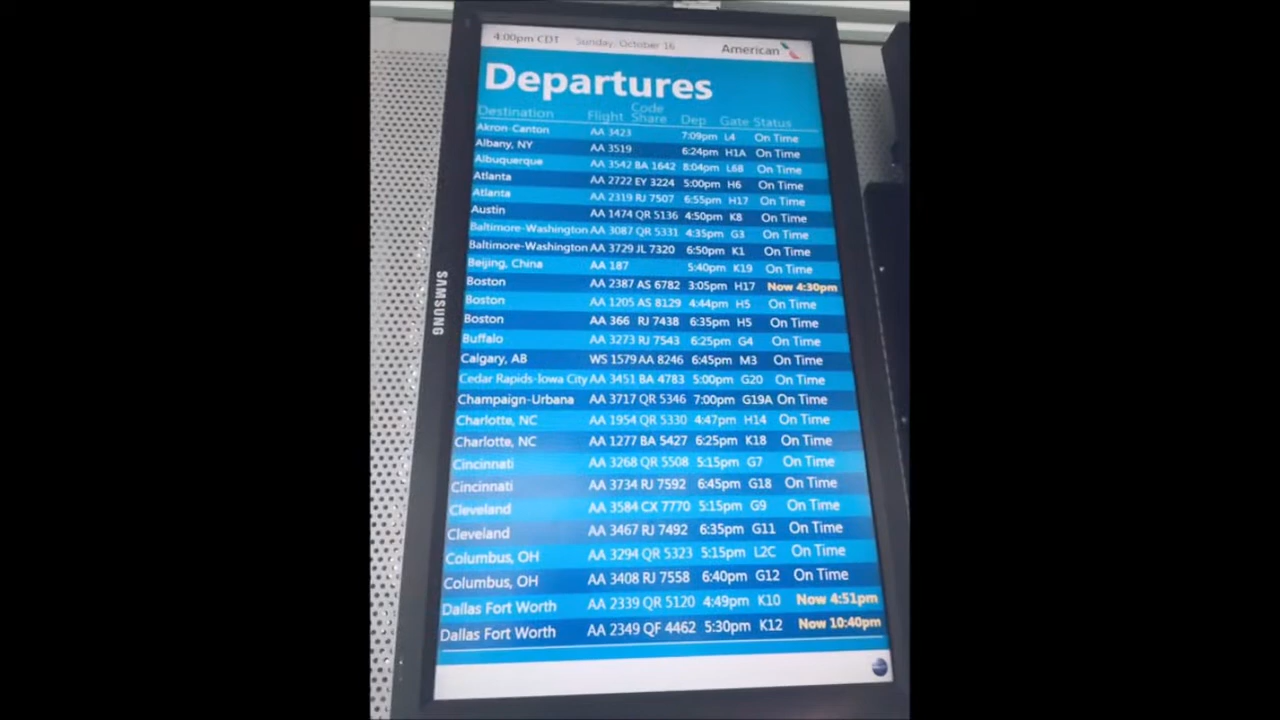 4:00pm CDT Sunday, October 16 American
Departures
Destination Flight Code Share Dep Gate Status
Akron-Canton AA 3423 7:09pm L4 On Time
Albany, NY AA 3519 6:24pm H1A On Time
Albuquerque AA 3542 BA 1642 8:04pm L6B On Time
Atlanta AA 2722 EY 3224 5:00pm H6 On Time
Atlanta AA 2319 RJ 7507 6:55pm H17 On Time
Austin AA 1474 QR 5136 4:50pm K8 On Time
Baltimore-Washington AA 3087 QR 5331 4:35pm G3 On Time
Baltimore-Washington AA 3729 JL 7320 6:50pm K1 On Time
Beijing, China AA 187 5:40pm K19 On Time
Boston AA 2387 AS 6782 3:05pm H17 Now 4:30pm
Boston AA 1205 AS 8129 4:44pm H5 On Time
Boston AA 366 RJ 7438 6:35pm H5 On Time
Buffalo AA 3273 RJ 7543 6:25pm G4 On Time
Calgary, AB WS 1579 AA 8246 6:45pm M3 On Time
Cedar Rapids-Iowa City AA 3451 BA 4783 5:00pm G20 On Time
Champaign-Urbana AA 3717 QR 5346 7:00pm G19A On Time
Charlotte, NC AA 1954 QR 5330 4:47pm H14 On Time
Charlotte, NC AA 1277 BA 5427 6:25pm K18 On Time
Cincinnati AA 3268 QR 5508 5:15pm G7 On Time
Cincinnati AA 3734 RJ 7592 6:45pm G18 On Time
Cleveland AA 3584 CX 7770 5:15pm G9 On Time
Cleveland AA 3467 RJ 7492 6:35pm G11 On Time
Columbus, OH AA 3294 QR 5323 5:15pm L2C On Time
Columbus, OH AA 3408 RJ 7558 6:40pm G12 On Time
Dallas Fort Worth AA 2339 QR 5120 4:49pm K10 Now 4:51pm
Dallas Fort Worth AA 2349 QF 4462 5:30pm K12 Now 10:40pm
SAMSUNG